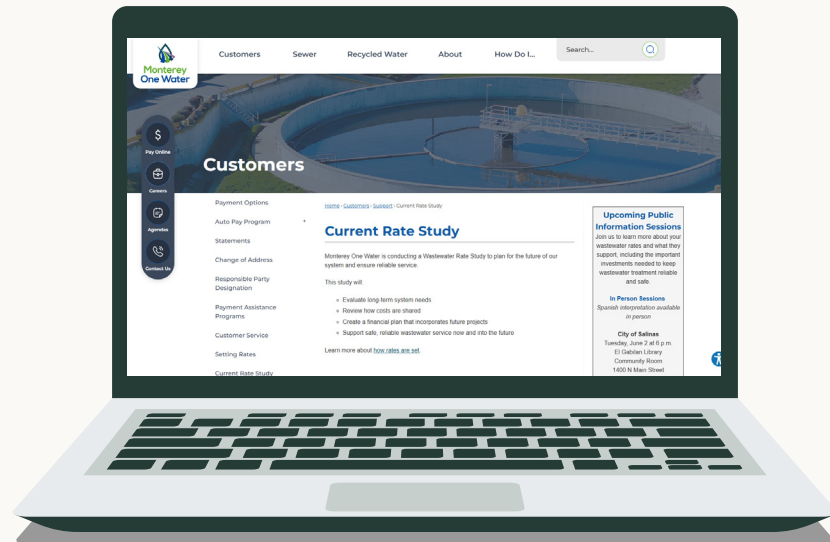 Monterey
One Water
Customers
Sewer
Recycled Water
About
How Do I...
Search...
$
Pay Online
Careers
Agendas
Contact Us
Customers
Payment Options
Auto Pay Program
Statements
Change of Address
Responsible Party
Designation
Payment Assistance
Programs
Customer Service
Setting Rates
Current Rate Study
Home › Customers › Support › Current Rate Study
Current Rate Study
Monterey One Water is conducting a Wastewater Rate Study to plan for the future of our
system and ensure reliable service.
This study will
Evaluate long-term system needs
Review how costs are shared
Create a financial plan that incorporates future projects
Support safe, reliable wastewater service now and into the future
Learn more about how rates are set.
Upcoming Public
Information Sessions
Join us to learn more about your
wastewater rates and what they
support, including the important
investments needed to keep
wastewater treatment reliable
and safe.
In Person Sessions
Spanish interpretation available
in person
City of Salinas
Tuesday, June 2 at 6 p.m.
El Gabilan Library
Community Room
1400 N Main Street